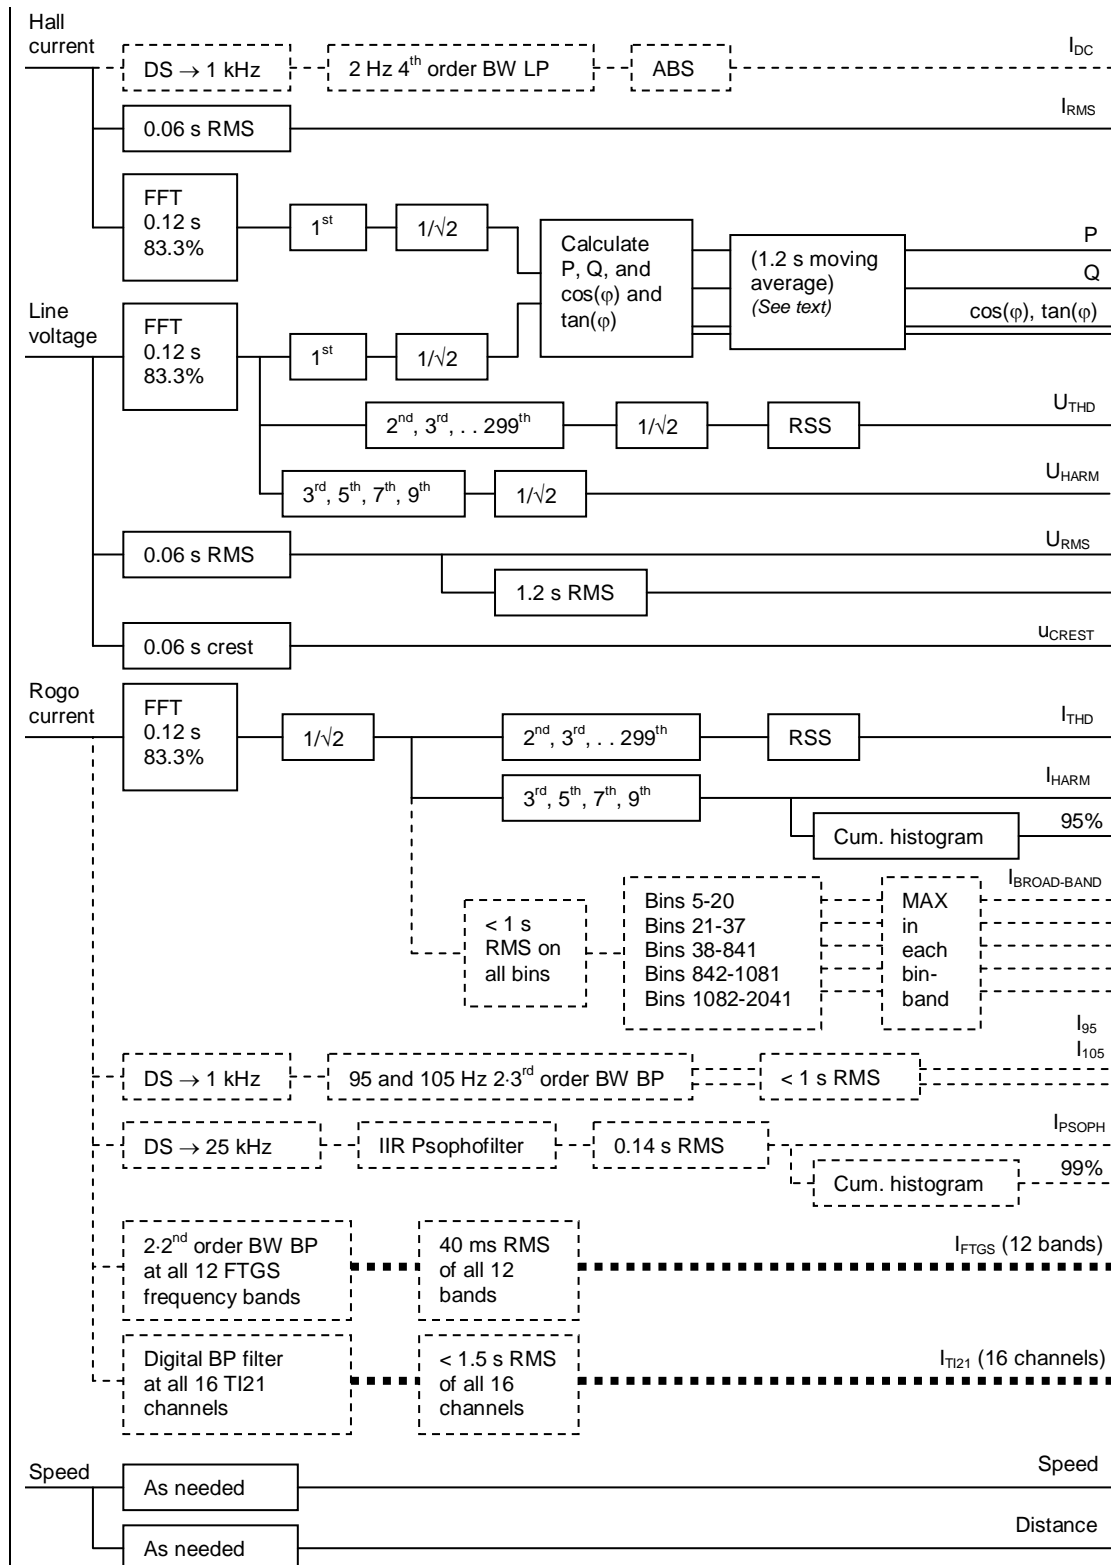 Hall
current
DS → 1 kHz
2 Hz 4th order BW LP
ABS
IDC
0.06 s RMS
IRMS
FFT
0.12 s
83.3%
1st
1/√2
Calculate
P, Q, and
cos(φ) and
tan(φ)
(1.2 s moving
average)
(See text)
P
Q
cos(φ), tan(φ)
Line
voltage
FFT
0.12 s
83.3%
1st
1/√2
2nd, 3rd, . . 299th
1/√2
RSS
UTHD
3rd, 5th, 7th, 9th
1/√2
UHARM
0.06 s RMS
URMS
1.2 s RMS
0.06 s crest
uCREST
Rogo
current
FFT
0.12 s
83.3%
1/√2
2nd, 3rd, . . 299th
RSS
ITHD
3rd, 5th, 7th, 9th
IHARM
Cum. histogram
95%
< 1 s
RMS on
all bins
Bins 5-20
Bins 21-37
Bins 38-841
Bins 842-1081
Bins 1082-2041
MAX
in
each
bin-
band
IBROAD-BAND
I95
I105
DS → 1 kHz
95 and 105 Hz 2·3rd order BW BP
< 1 s RMS
DS → 25 kHz
IIR Psophofilter
0.14 s RMS
IPSOPH
Cum. histogram
99%
2·2nd order BW BP
at all 12 FTGS
frequency bands
40 ms RMS
of all 12
bands
IFTGS (12 bands)
Digital BP filter
at all 16 TI21
channels
< 1.5 s RMS
of all 16
channels
ITI21 (16 channels)
Speed
As needed
Speed
As needed
Distance